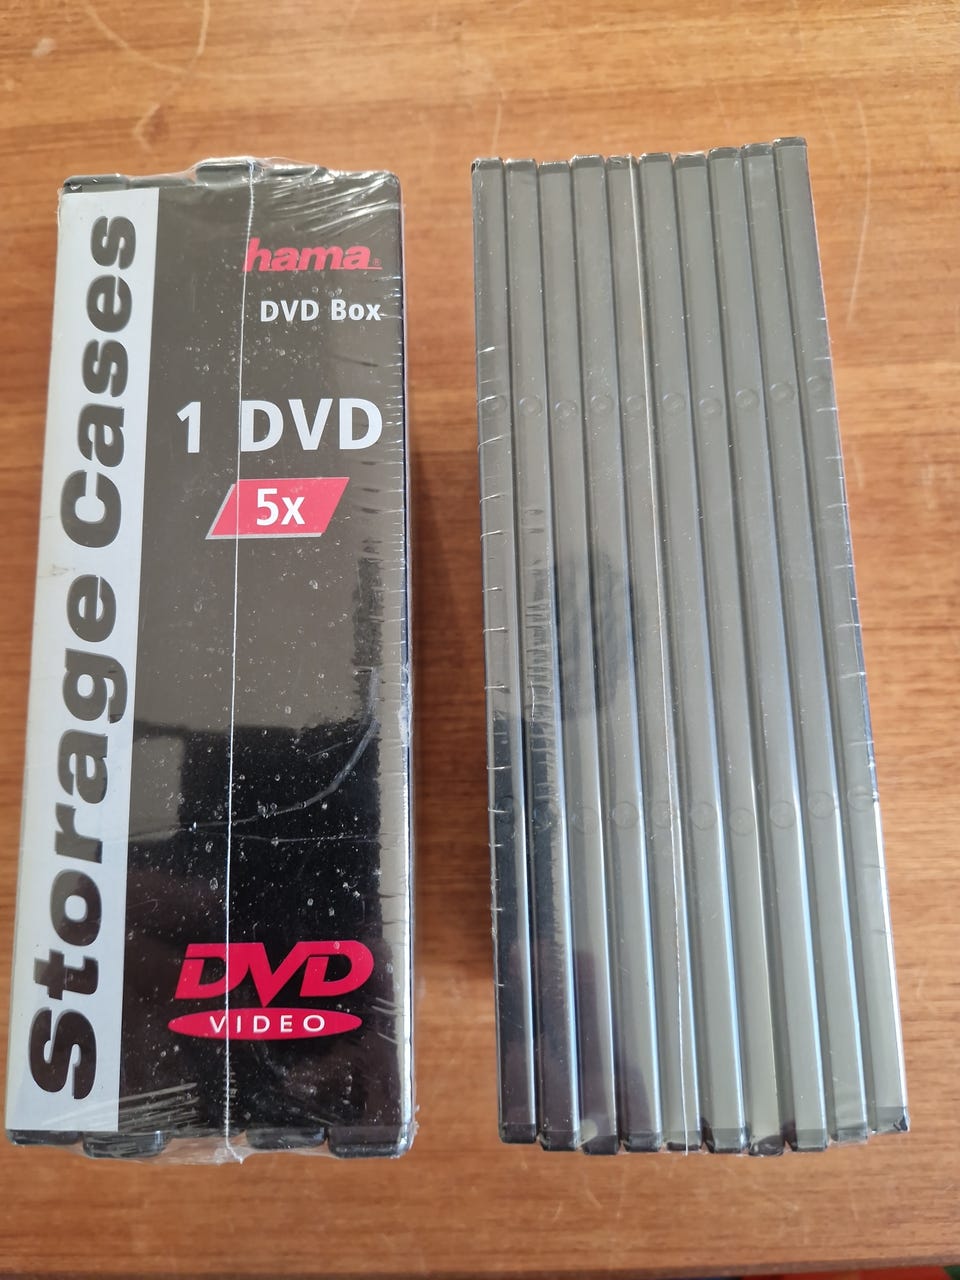 Storage Cases
hama®
DVD Box
1 DVD
5x
DVD
VIDEO